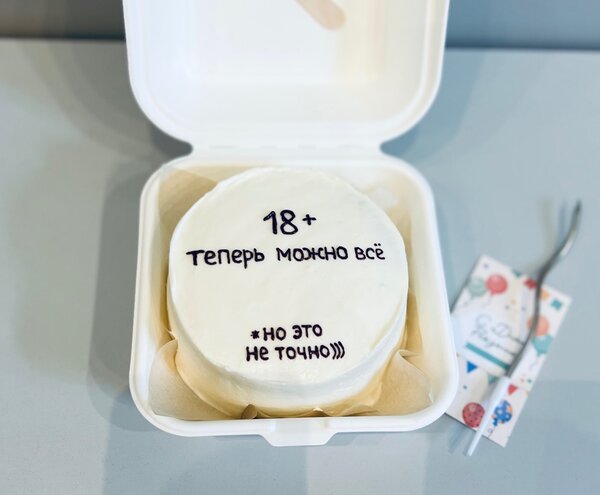 18+
теперь можно всё
*но это
не точно)))